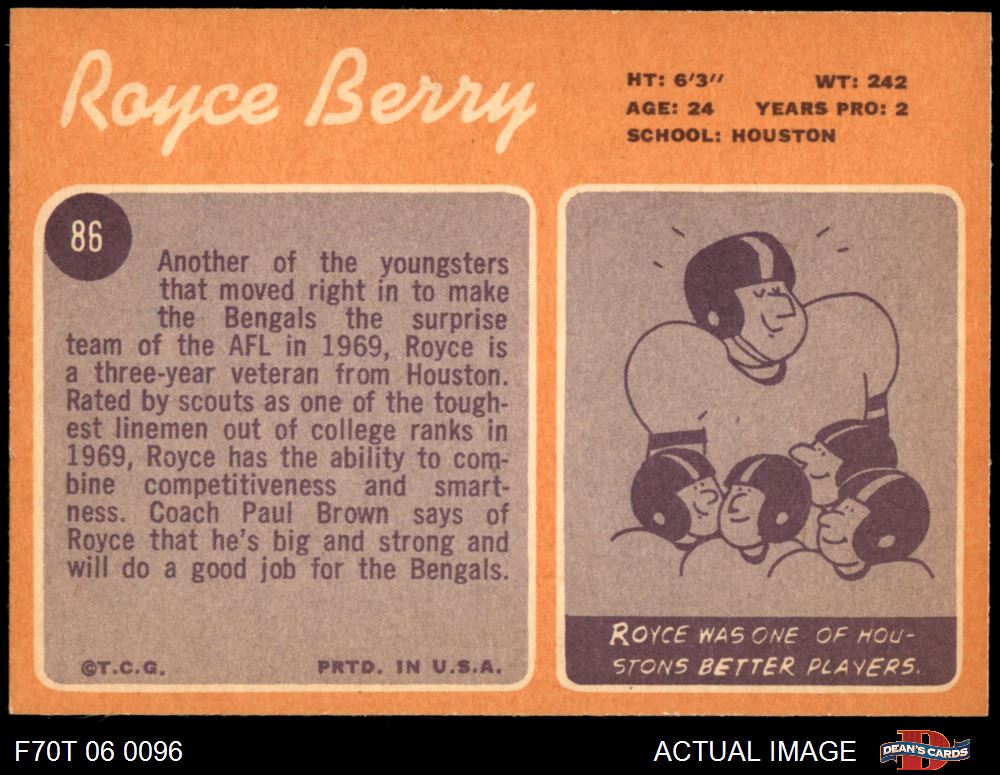 Royce Berry
HT: 6'3" WT: 242
AGE: 24 YEARS PRO: 2
SCHOOL: HOUSTON
86
Another of the youngsters
that moved right in to make
the Bengals the surprise
team of the AFL in 1969, Royce is
a three-year veteran from Houston.
Rated by scouts as one of the tough-
est linemen out of college ranks in
1969, Royce has the ability to com-
bine competitiveness and smart-
ness. Coach Paul Brown says of
Royce that he's big and strong and
will do a good job for the Bengals.
©T.C.G. PRTD. IN U.S.A.
ROYCE WAS ONE OF HOU-
STONS BETTER PLAYERS.
F70T 06 0096
ACTUAL IMAGE
DEAN'S CARDS